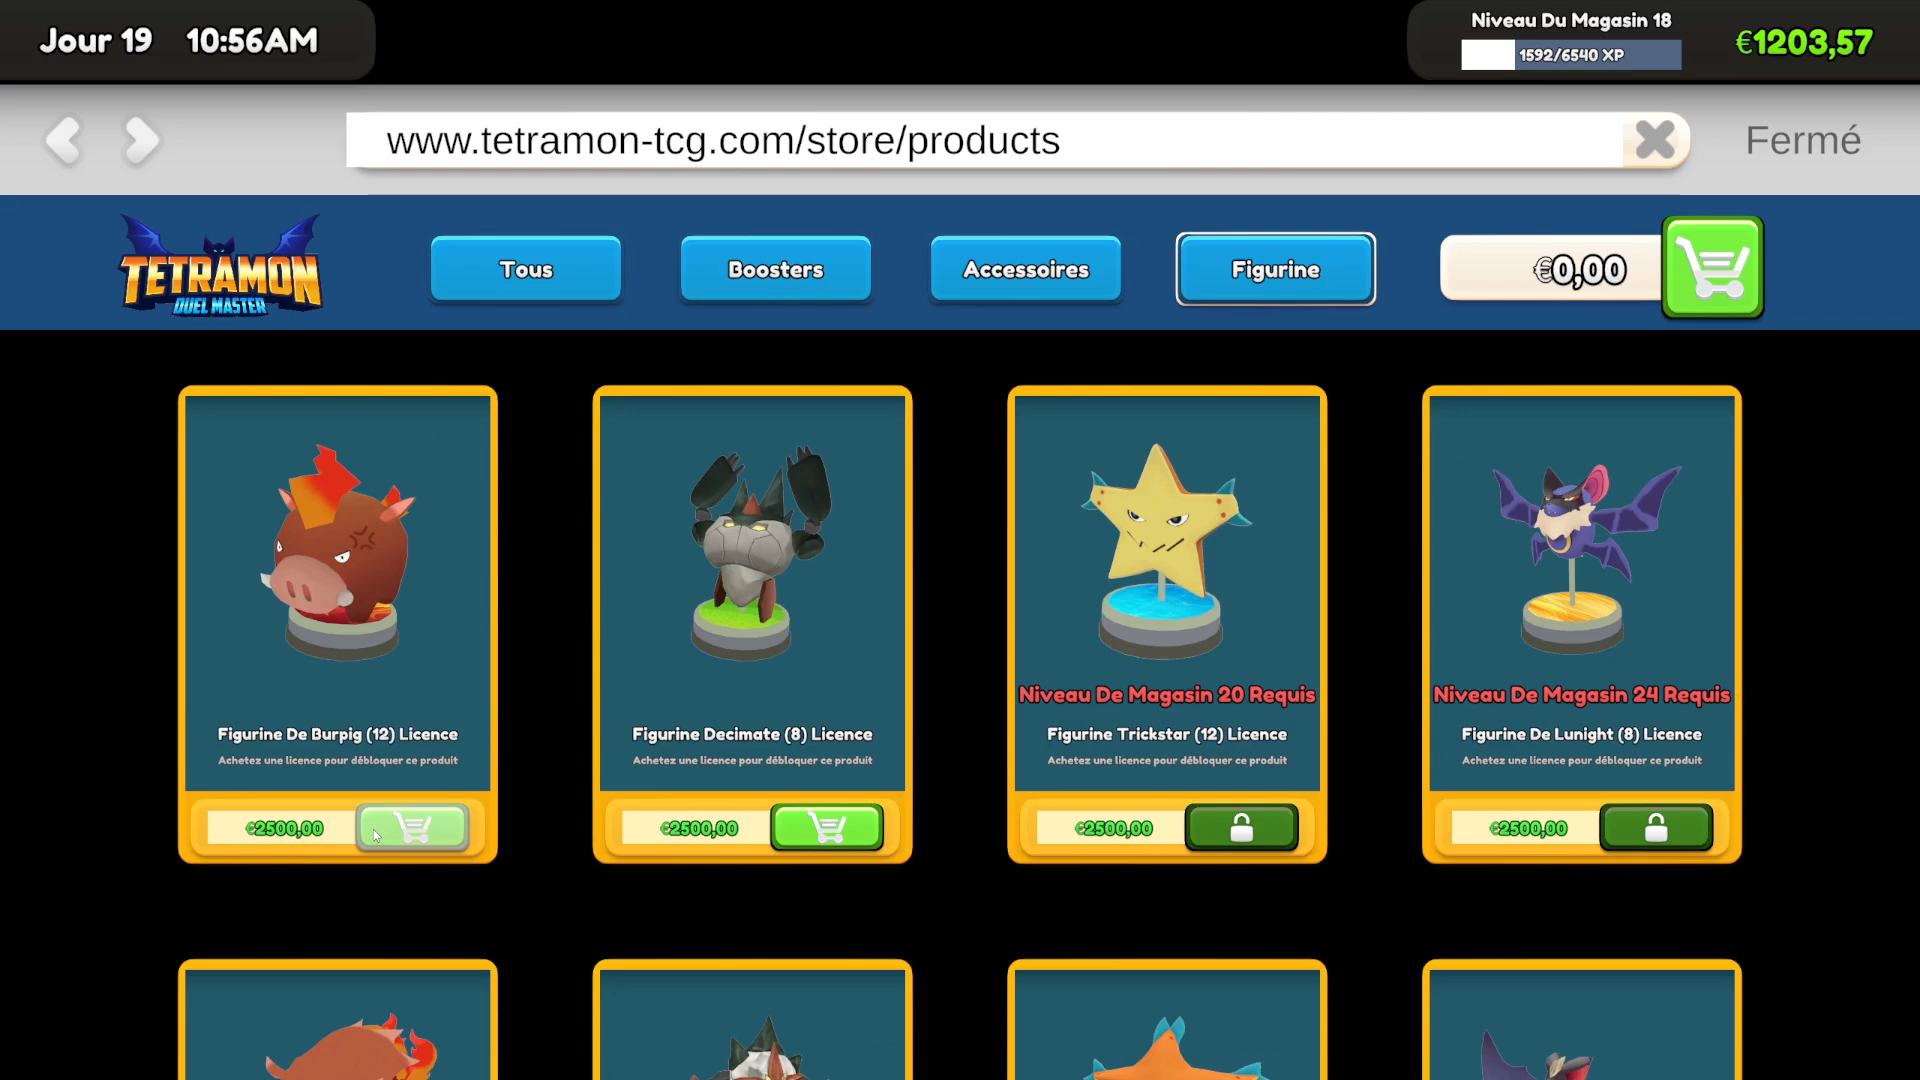 Jour 19 10:56AM
Niveau Du Magasin 18
1592/6540 XP
€1203,57
www.tetramon-tcg.com/store/products
Fermé
TETRAMON
DUEL MASTER
Tous
Boosters
Accessoires
Figurine
€0,00
Niveau De Magasin 20 Requis
Niveau De Magasin 24 Requis
Figurine De Burpig (12) Licence
Achetez une licence pour débloquer ce produit
Figurine Decimate (8) Licence
Achetez une licence pour débloquer ce produit
Figurine Trickstar (12) Licence
Achetez une licence pour débloquer ce produit
Figurine De Lunight (8) Licence
Achetez une licence pour débloquer ce produit
€2500,00
€2500,00
€2500,00
€2500,00